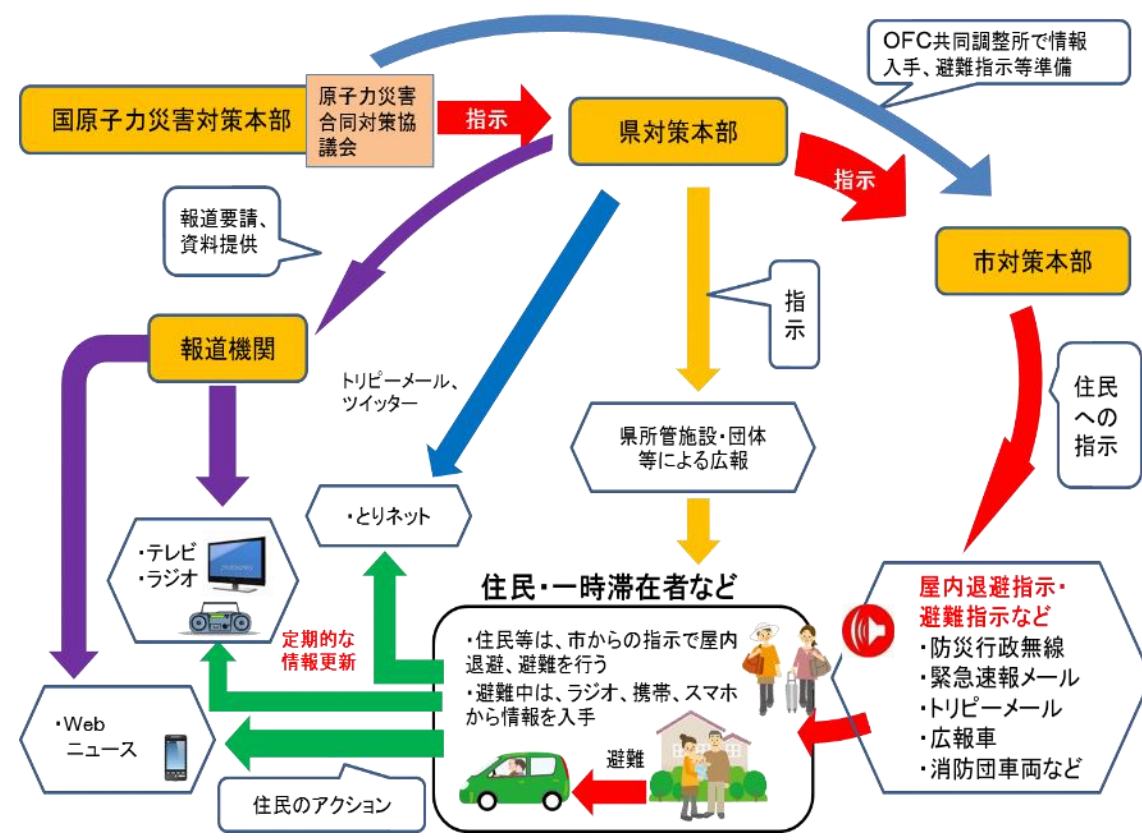 OFC共同調整所で情報
入手、避難指示等準備
国原子力災害対策本部
原子力災害
合同対策協
議会
指示
県対策本部
指示
報道要請、
資料提供
市対策本部
指
示
報道機関
トリピーメール、
ツイッター
住民
への
指示
県所管施設・団体
等による広報
・とりネット
・テレビ
・ラジオ
住民・一時滞在者など
屋内退避指示・
避難指示など
・防災行政無線
・緊急速報メール
・トリピーメール
・広報車
・消防団車両など
定期的な
情報更新
・住民等は、市からの指示で屋内
退避、避難を行う
・避難中は、ラジオ、携帯、スマホ
から情報を入手
・Web
ニュース
避難
住民のアクション